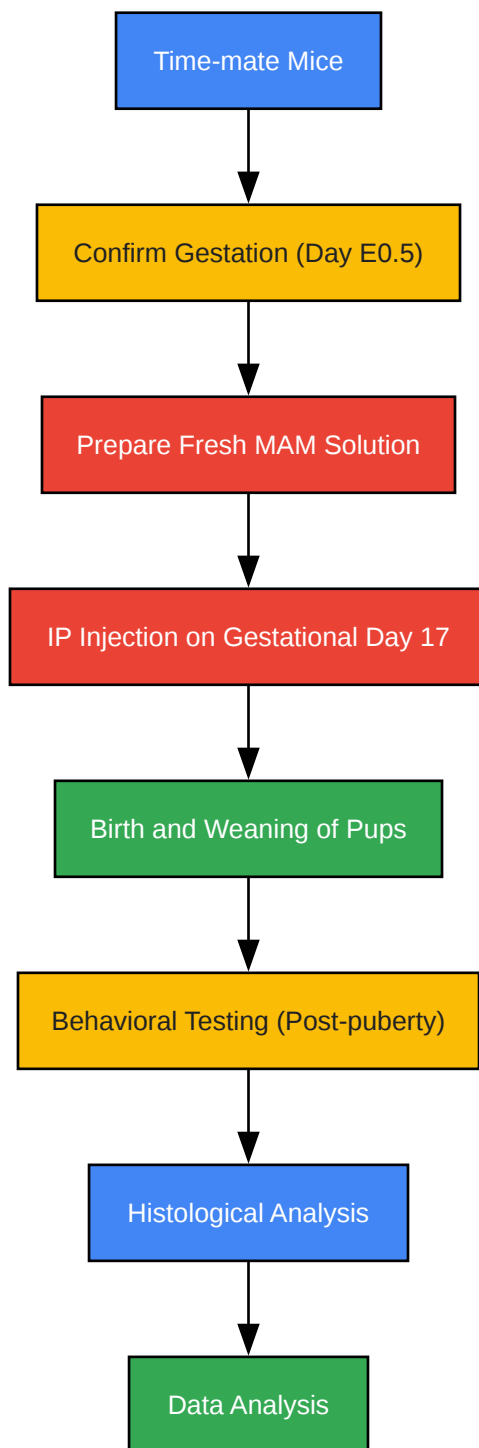 Time-mate Mice
Confirm Gestation (Day E0.5)
Prepare Fresh MAM Solution
IP Injection on Gestational Day 17
Birth and Weaning of Pups
Behavioral Testing (Post-puberty)
Histological Analysis
Data Analysis